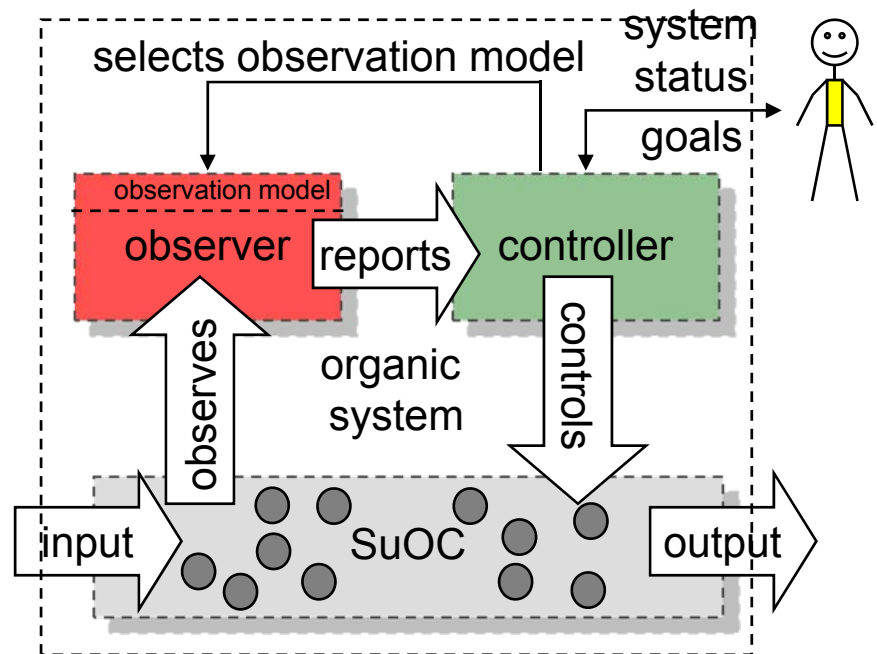 system
selects observation model
status
goals
observation model
observer
reports
controller
observes
controls
organic
system
input
SuOC
output